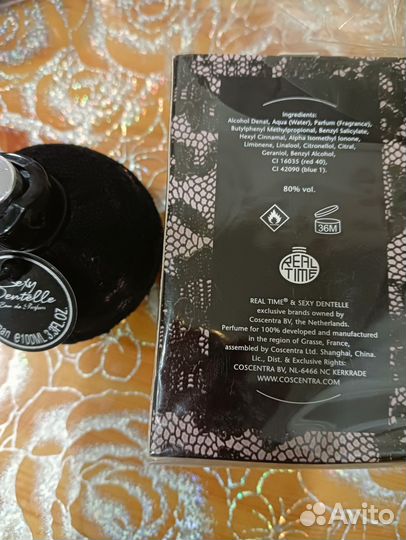 Ingredients:
Alcohol Denat, Aqua (Water), Parfum (Fragrance),
Butylphenyl Methylpropional, Benzyl Salicylate,
Hexyl Cinnamal, Alpha Isomethyl Ionone,
Limonene, Linalool, Citronellol, Citral,
Geraniol, Benzyl Alcohol,
CI 16035 (red 40),
CI 42090 (blue 1).
80% vol.
36M
REAL
TIME
REAL TIME® & SEXY DENTELLE
exclusive brands owned by
Coscentra BV, the Netherlands.
Perfume for 100% developed and manufactured
in the region of Grasse, France,
assembled by Coscentra Ltd. Shanghai, China.
Lic., Dist. & Exclusive Rights:
COSCENTRA BV, NL-6466 NC KERKRADE
WWW.COSCENTRA.COM
Sexy
Dentelle
Eau de Parfum
e100ML 3.3FL.OZ
Avito